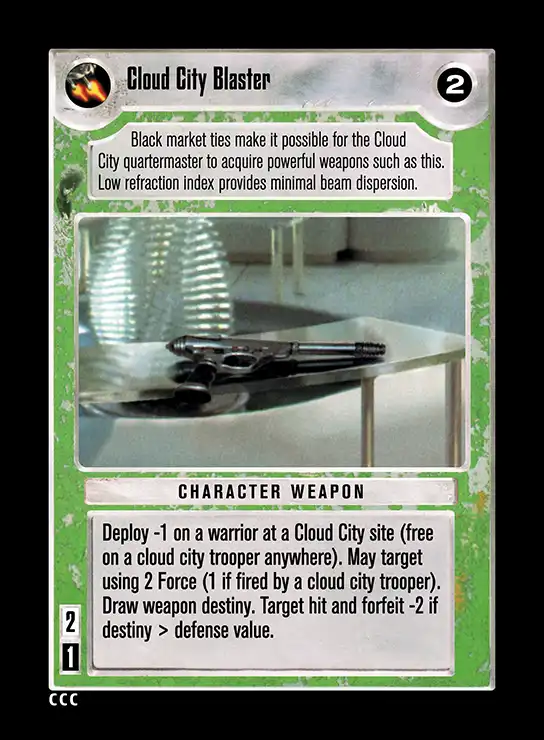 Cloud City Blaster
2
Black market ties make it possible for the Cloud
City quartermaster to acquire powerful weapons such as this.
Low refraction index provides minimal beam dispersion.
CHARACTER WEAPON
Deploy -1 on a warrior at a Cloud City site (free
on a cloud city trooper anywhere). May target
using 2 Force (1 if fired by a cloud city trooper).
Draw weapon destiny. Target hit and forfeit -2 if
destiny > defense value.
2
1
CCC